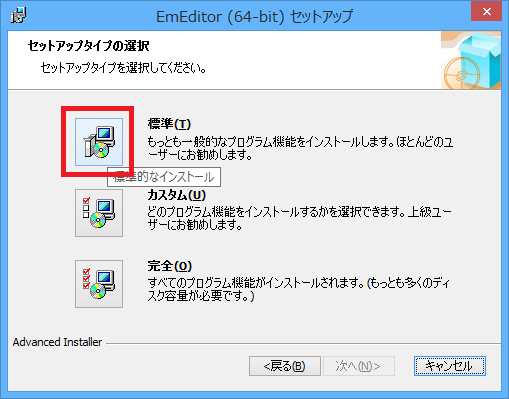 EmEditor (64-bit) セットアップ
セットアップタイプの選択
セットアップタイプを選択してください。
標準(T)
もっとも一般的なプログラム機能をインストールします。ほとんどのユ
ーザーにお勧めします。
標準的なインストール
カスタム(U)
どのプログラム機能をインストールするかを選択できます。上級ユー
ザーにお勧めします。
完全(O)
すべてのプログラム機能がインストールされます。(もっとも多くのディ
スク容量が必要です。)
Advanced Installer
<戻る(B)
次へ(N)>
キャンセル